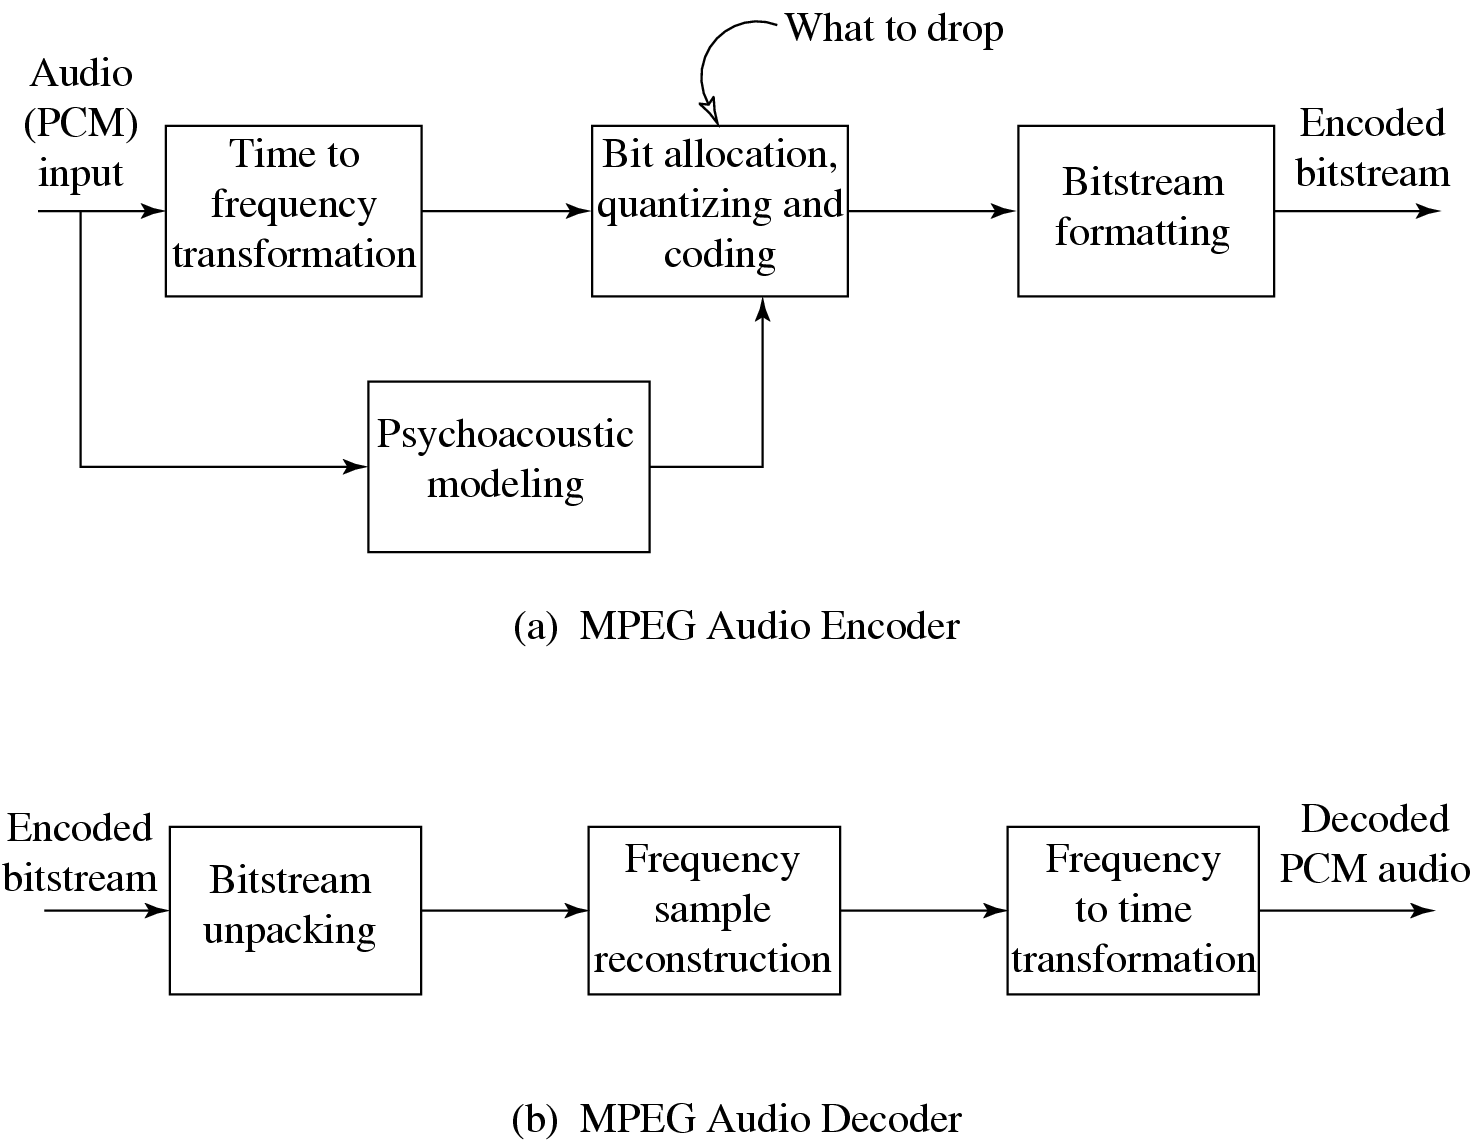 What to drop
Audio
(PCM)
input
Time to
frequency
transformation
Bit allocation,
quantizing and
coding
Bitstream
formatting
Encoded
bitstream
Psychoacoustic
modeling
(a) MPEG Audio Encoder
Encoded
bitstream
Bitstream
unpacking
Frequency
sample
reconstruction
Frequency
to time
transformation
Decoded
PCM audio
(b) MPEG Audio Decoder